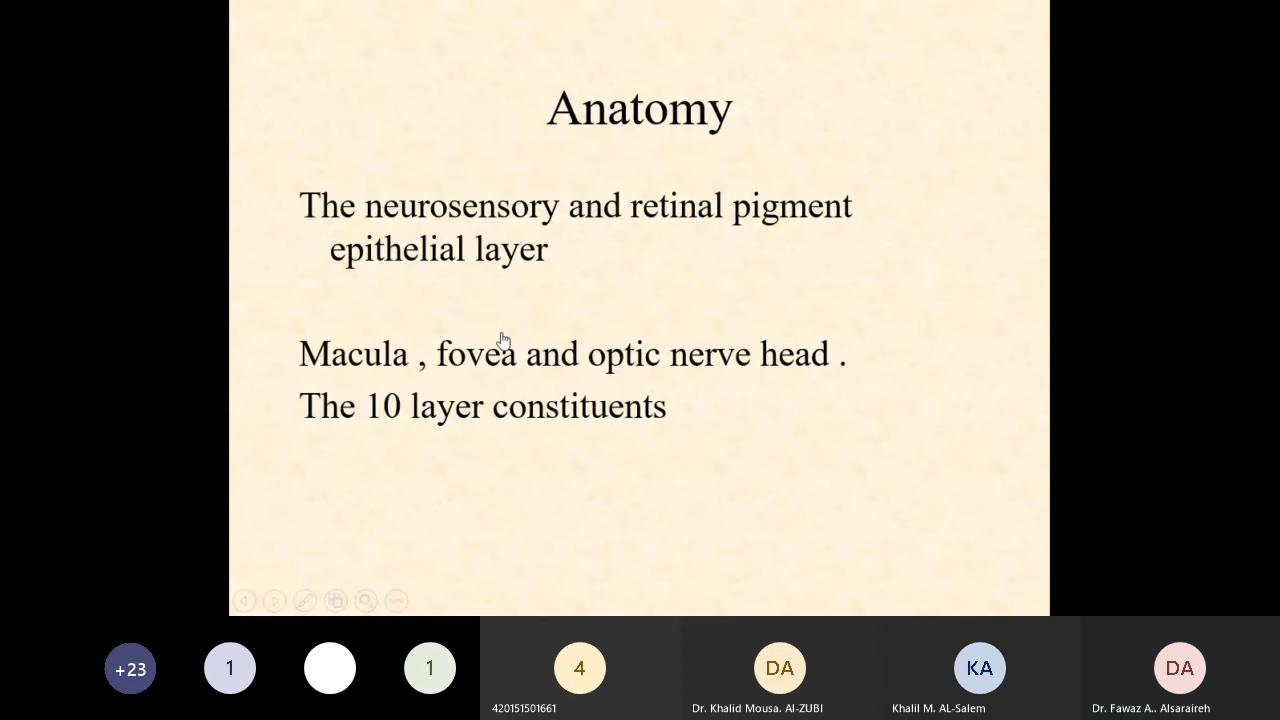 Anatomy
The neurosensory and retinal pigment
epithelial layer
Macula , fovea and optic nerve head .
The 10 layer constituents
+23
1
1
4
DA
KA
DA
420151501661
Dr. Khalid Mousa. Al-ZUBI
Khalil M. AL-Salem
Dr. Fawaz A.. Alsaraireh